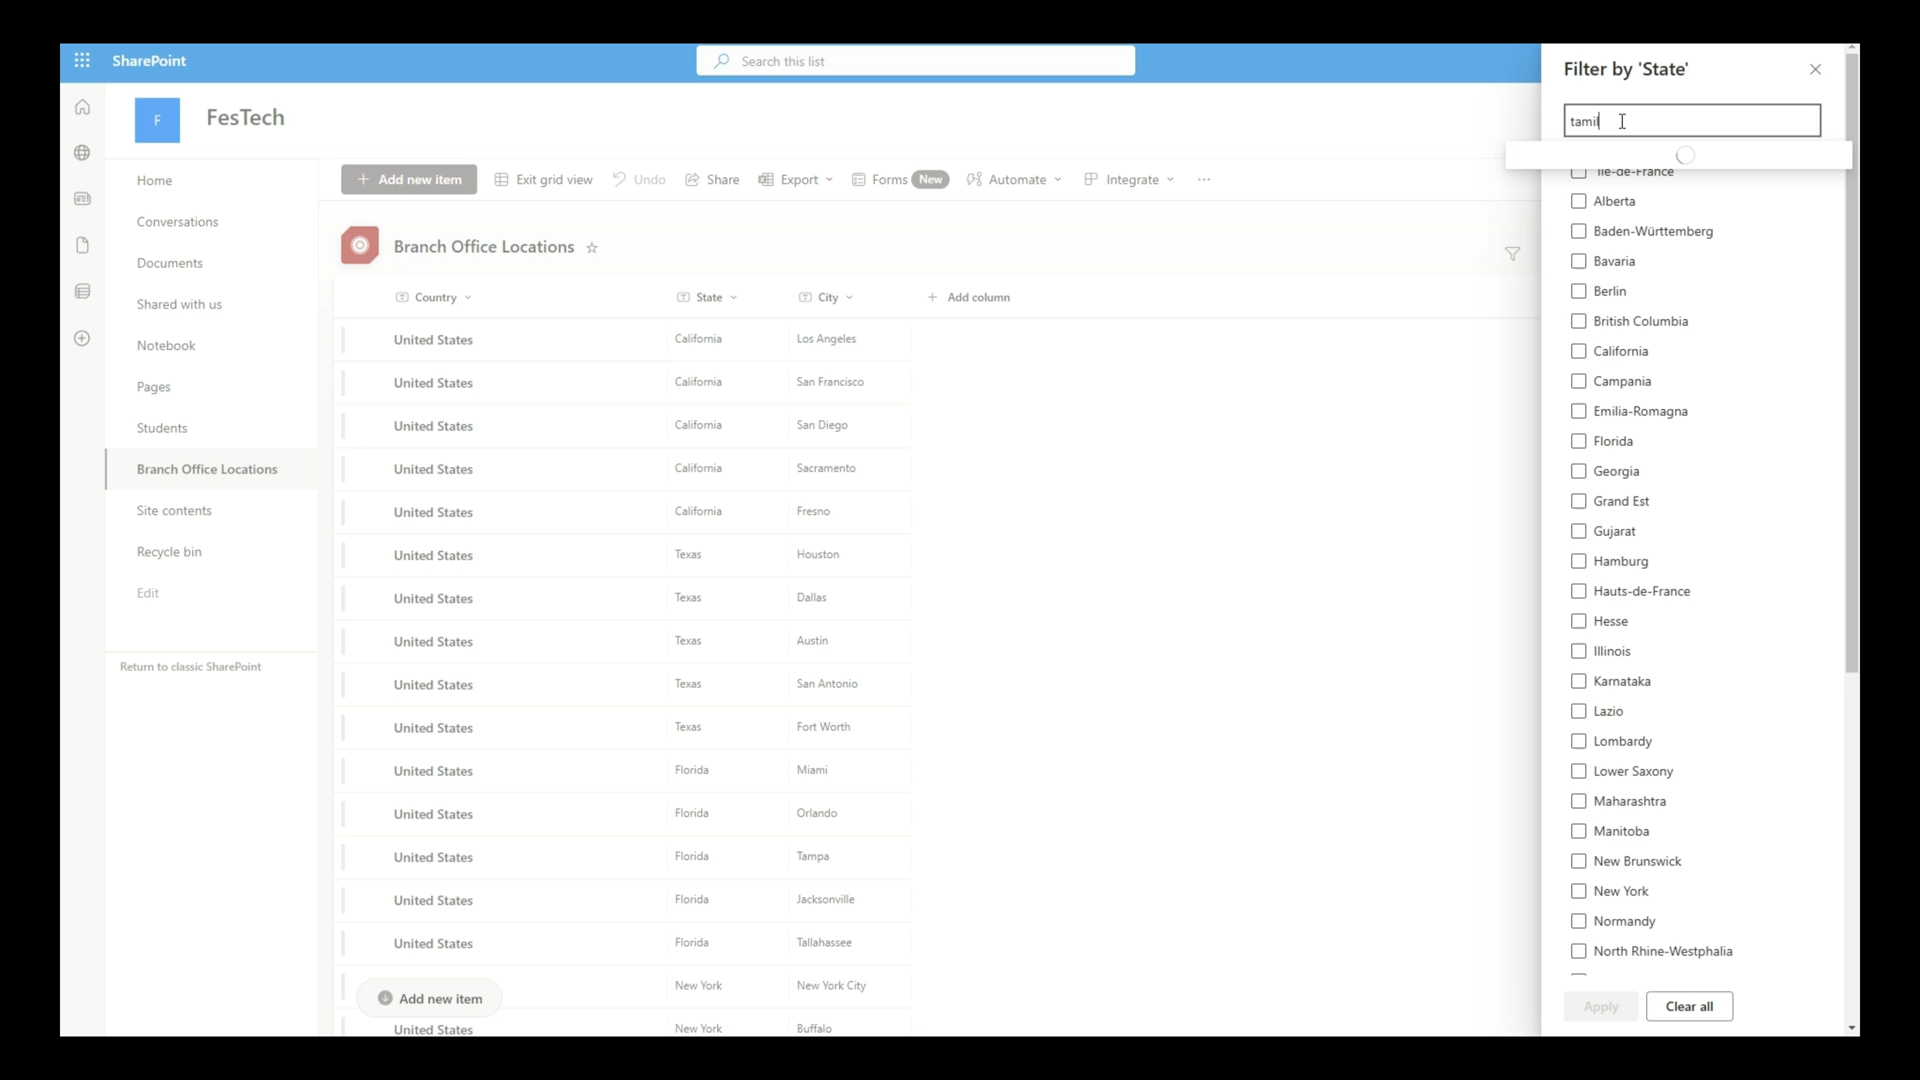 SharePoint
Search this list
F
FesTech
Home
Conversations
Documents
Shared with us
Notebook
Pages
Students
Branch Office Locations
Site contents
Recycle bin
Edit
Return to classic SharePoint
Add new item
Exit grid view
Undo
Share
Export
Forms
New
Automate
Integrate
Branch Office Locations
Country
State
City
Add column
United States California Los Angeles
United States California San Francisco
United States California San Diego
United States California Sacramento
United States California Fresno
United States Texas Houston
United States Texas Dallas
United States Texas Austin
United States Texas San Antonio
United States Texas Fort Worth
United States Florida Miami
United States Florida Orlando
United States Florida Tampa
United States Florida Jacksonville
United States Florida Tallahassee
New York New York City
United States New York Buffalo
Add new item
Filter by 'State'
tamil
Île-de-France
Alberta
Baden-Württemberg
Bavaria
Berlin
British Columbia
California
Campania
Emilia-Romagna
Florida
Georgia
Grand Est
Gujarat
Hamburg
Hauts-de-France
Hesse
Illinois
Karnataka
Lazio
Lombardy
Lower Saxony
Maharashtra
Manitoba
New Brunswick
New York
Normandy
North Rhine-Westphalia
Apply
Clear all